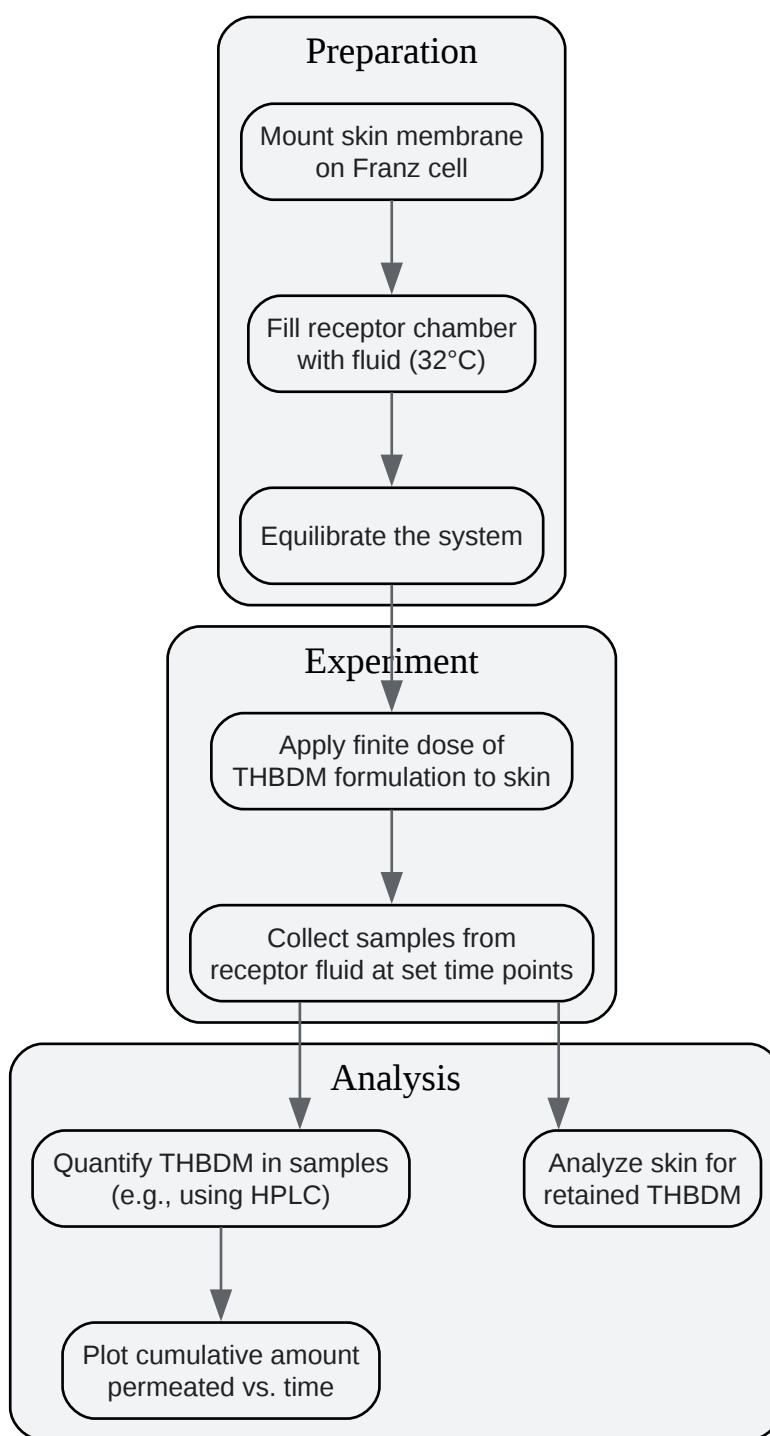 Preparation
Mount skin membrane
on Franz cell
Fill receptor chamber
with fluid (32°C)
Equilibrate the system
Experiment
Apply finite dose of
THBDM formulation to skin
Collect samples from
receptor fluid at set time points
Analysis
Quantify THBDM in samples
(e.g., using HPLC)
Analyze skin for
retained THBDM
Plot cumulative amount
permeated vs. time